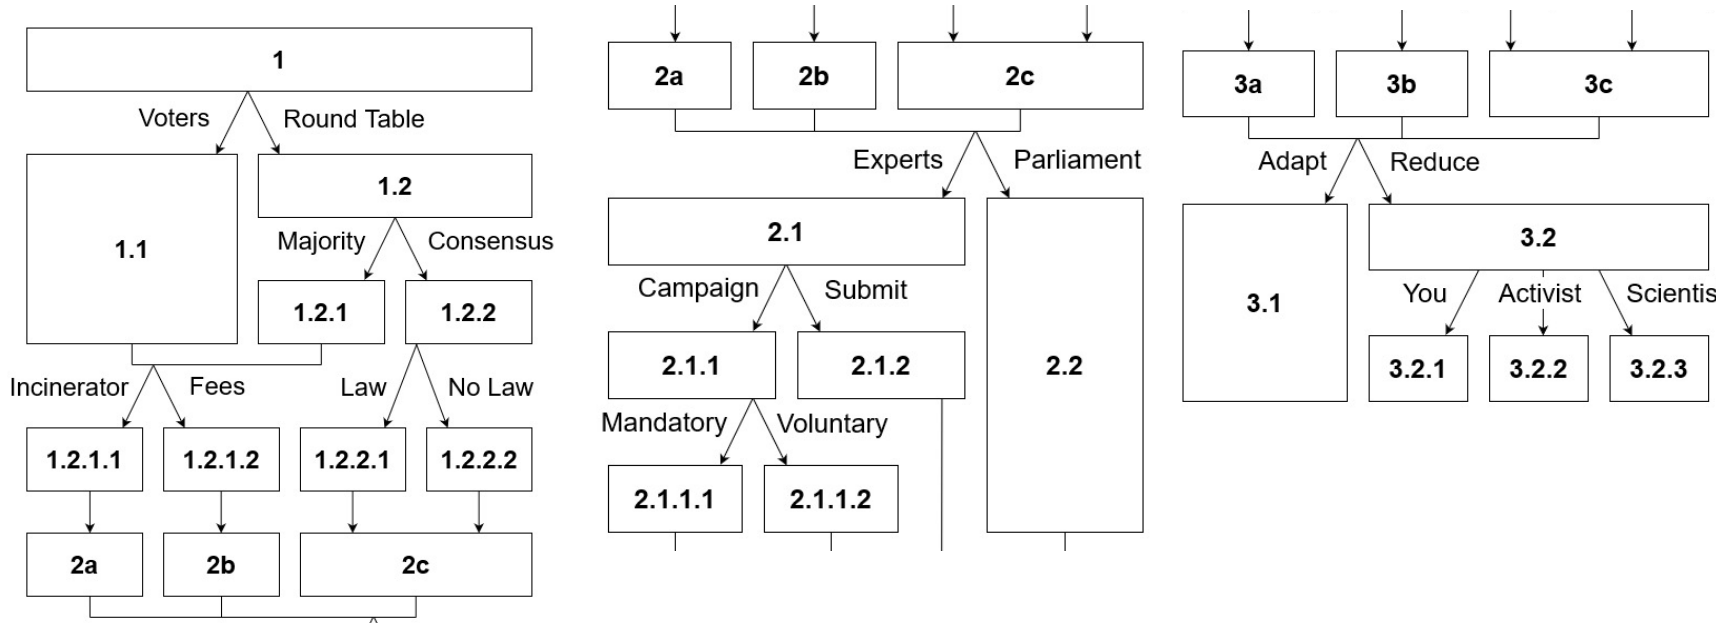 1
Voters
Round Table
1.1
1.2
Majority
Consensus
1.2.1
1.2.2
Incinerator
Fees
Law
No Law
1.2.1.1
1.2.1.2
1.2.2.1
1.2.2.2
2a
2b
2c
2a
2b
2c
Experts
Parliament
2.1
2.2
Campaign
Submit
2.1.1
2.1.2
Mandatory
Voluntary
2.1.1.1
2.1.1.2
3a
3b
3c
Adapt
Reduce
3.1
3.2
You
Activist
Scientis
3.2.1
3.2.2
3.2.3